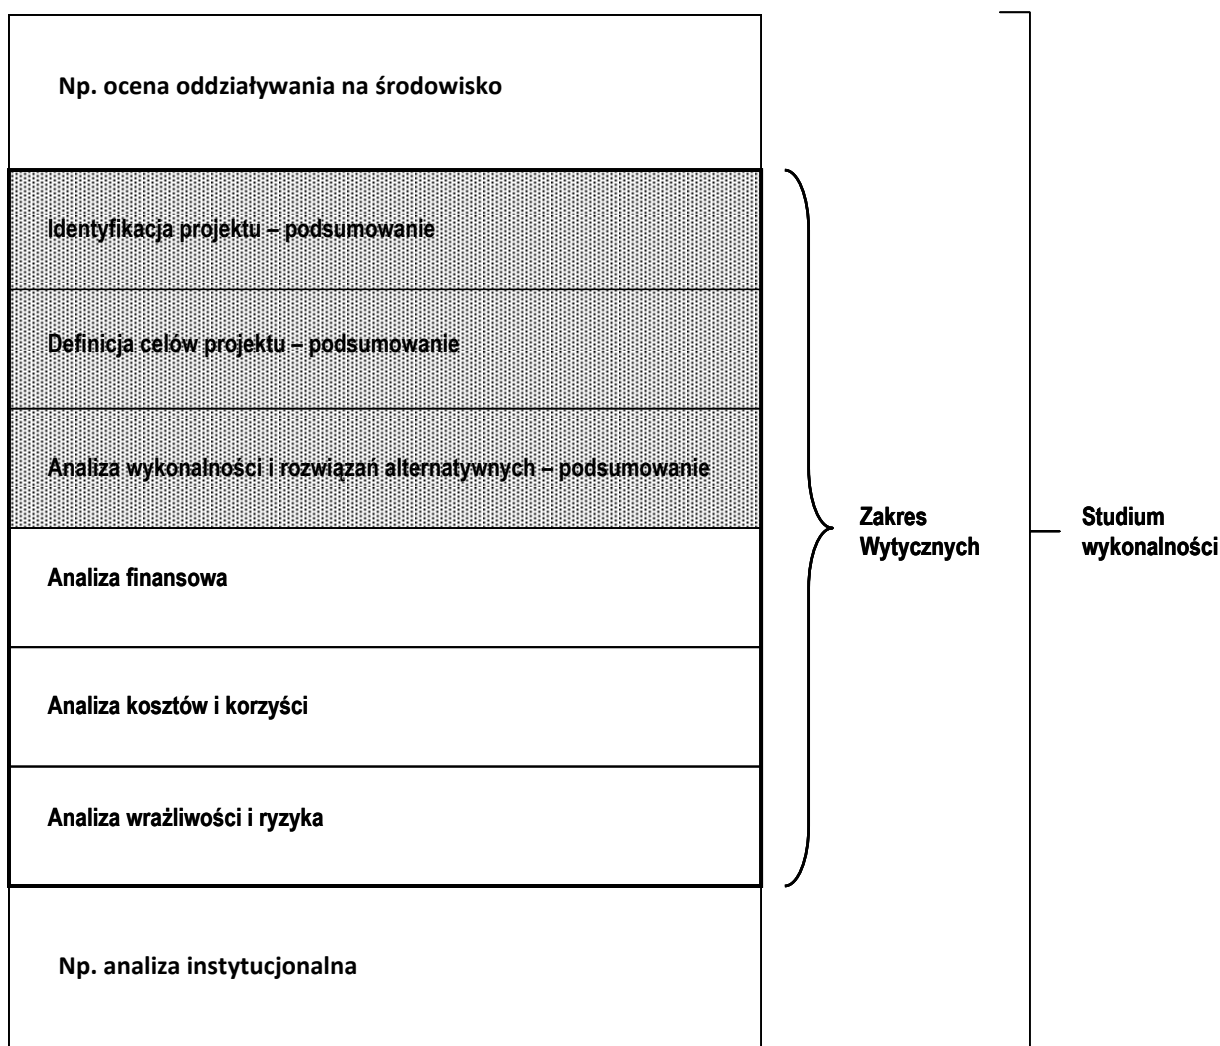 Np. ocena oddziaływania na środowisko
Identyfikacja projektu – podsumowanie
Definicja celów projektu – podsumowanie
Analiza wykonalności i rozwiązań alternatywnych – podsumowanie
Analiza finansowa
Analiza kosztów i korzyści
Analiza wrażliwości i ryzyka
Np. analiza instytucjonalna
Zakres
Wytycznych
Studium
wykonalności